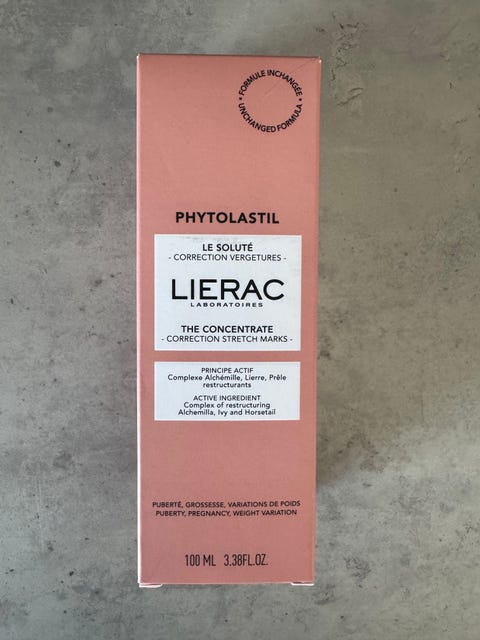 • FORMULE INCHANGÉE •
UNCHANGED FORMULA
PHYTOLASTIL
LE SOLUTÉ
- CORRECTION VERGETURES -
LIERAC
LABORATOIRES
THE CONCENTRATE
- CORRECTION STRETCH MARKS -
PRINCIPE ACTIF
Complexe Alchémille, Lierre, Prêle
restructurants
ACTIVE INGREDIENT
Complex of restructuring
Alchemilla, Ivy and Horsetail
PUBERTÉ, GROSSESSE, VARIATIONS DE POIDS
PUBERTY, PREGNANCY, WEIGHT VARIATION
100 ML 3.38FL.OZ.